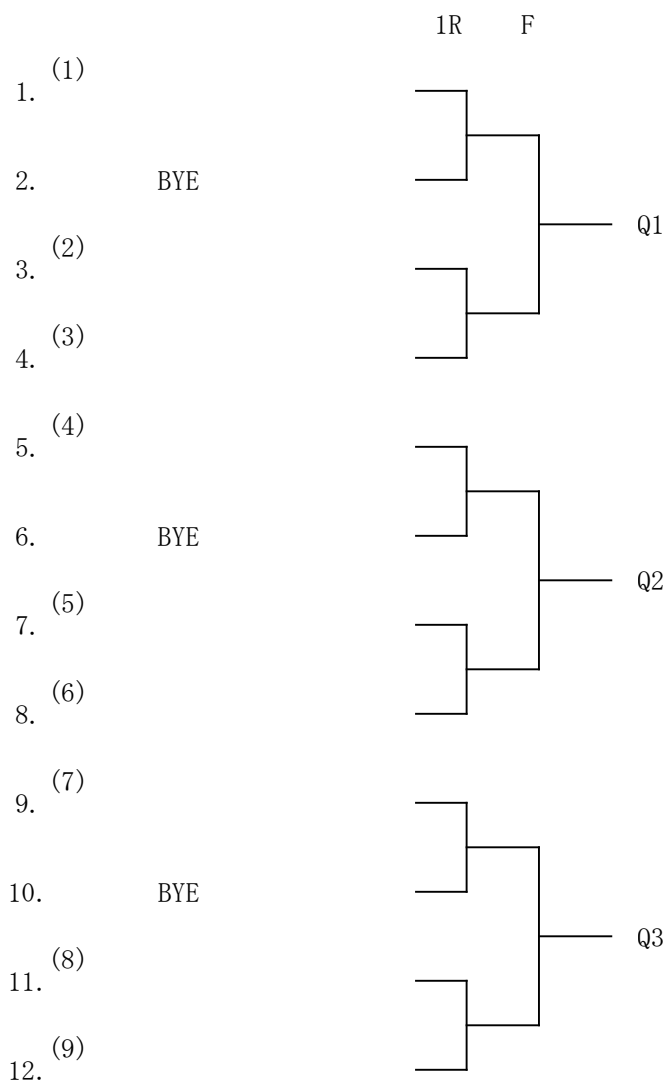 1R F
(1)
1.
2. BYE
Q1
(2)
3.
(3)
4.
(4)
5.
6. BYE
Q2
(5)
7.
(6)
8.
(7)
9.
10. BYE
Q3
(8)
11.
(9)
12.